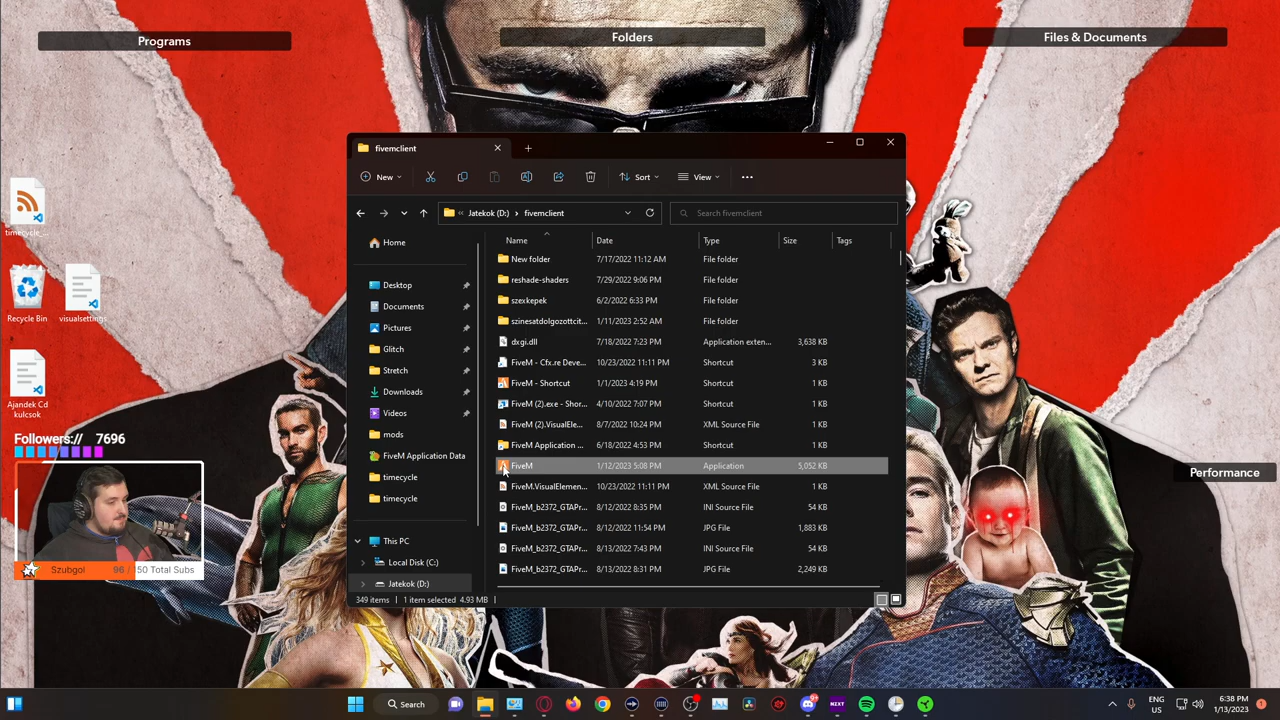 Programs
Folders
Files & Documents
fivemclient
New
Sort
View
Jatekok (D:) › fivemclient
Search fivemclient
Name Date Type Size Tags
Home
Desktop
Documents
Pictures
Glitch
Stretch
Downloads
Videos
mods
FiveM Application Data
timecycle
timecycle
This PC
Local Disk (C:)
Jatekok (D:)
New folder 7/17/2022 11:12 AM File folder
reshade-shaders 7/29/2022 9:06 PM File folder
szexkepek 6/2/2022 6:33 PM File folder
szinesatdolgozottcit... 1/11/2023 2:52 AM File folder
dxgi.dll 7/18/2022 7:23 PM Application exten... 3,638 KB
FiveM - Cfx.re Deve... 10/23/2022 11:11 PM Shortcut 3 KB
FiveM - Shortcut 1/1/2023 4:19 PM Shortcut 1 KB
FiveM (2).exe - Shor... 4/10/2022 7:07 PM Shortcut 1 KB
FiveM (2).VisualEle... 8/7/2022 10:24 PM XML Source File 1 KB
FiveM Application ... 6/18/2022 4:53 PM Shortcut 1 KB
FiveM 1/12/2023 5:08 PM Application 5,052 KB
FiveM.VisualElemen... 10/23/2022 11:11 PM XML Source File 1 KB
FiveM_b2372_GTAPr... 8/12/2022 8:35 PM INI Source File 54 KB
FiveM_b2372_GTAPr... 8/12/2022 11:54 PM JPG File 1,883 KB
FiveM_b2372_GTAPr... 8/13/2022 7:43 PM INI Source File 54 KB
FiveM_b2372_GTAPr... 8/13/2022 8:31 PM JPG File 2,249 KB
349 items 1 item selected 4.93 MB
timecycle_...
Recycle Bin
visualsettings
Ajandek Cd
kulcsok
Followers:// 7696
Szubgol 96 / 150 Total Subs
Performance
Search
NZXT
ENG
US
6:38 PM
1/13/2023